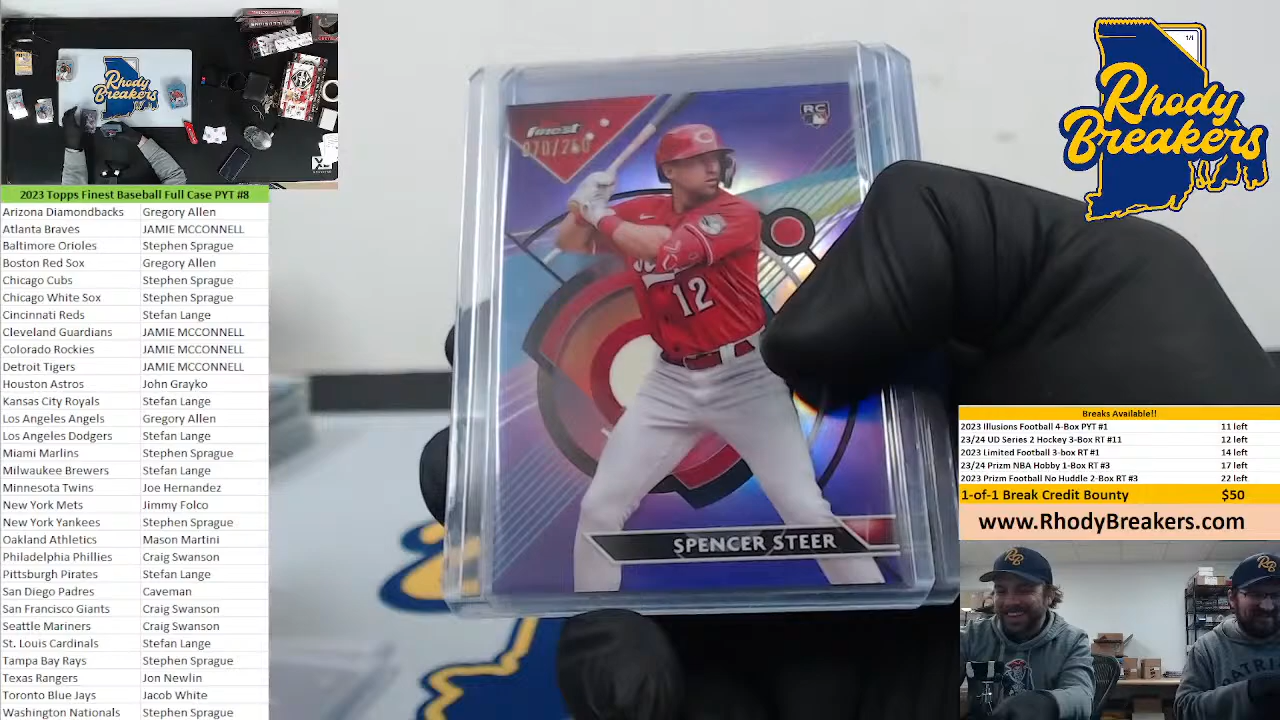 2023 Topps Finest Baseball Full Case PYT #8
Arizona Diamondbacks Gregory Allen
Atlanta Braves JAMIE MCCONNELL
Baltimore Orioles Stephen Sprague
Boston Red Sox Gregory Allen
Chicago Cubs Stephen Sprague
Chicago White Sox Stephen Sprague
Cincinnati Reds Stefan Lange
Cleveland Guardians JAMIE MCCONNELL
Colorado Rockies JAMIE MCCONNELL
Detroit Tigers JAMIE MCCONNELL
Houston Astros John Grayko
Kansas City Royals Stefan Lange
Los Angeles Angels Gregory Allen
Los Angeles Dodgers Stefan Lange
Miami Marlins Stephen Sprague
Milwaukee Brewers Stefan Lange
Minnesota Twins Joe Hernandez
New York Mets Jimmy Folco
New York Yankees Stephen Sprague
Oakland Athletics Mason Martini
Philadelphia Phillies Craig Swanson
Pittsburgh Pirates Stefan Lange
San Diego Padres Caveman
San Francisco Giants Craig Swanson
Seattle Mariners Craig Swanson
St. Louis Cardinals Stefan Lange
Tampa Bay Rays Stephen Sprague
Texas Rangers Jon Newlin
Toronto Blue Jays Jacob White
Washington Nationals Stephen Sprague
Rhody
Breakers
finest
RC
12
SPENCER STEER
1/1
Rhody
Breakers
Breaks Available!!
2023 Illusions Football 4-Box PYT #1 11 left
23/24 UD Series 2 Hockey 3-Box RT #11 12 left
2023 Limited Football 3-box RT #1 14 left
23/24 Prizm NBA Hobby 1-Box RT #3 17 left
2023 Prizm Football No Huddle 2-Box RT #3 22 left
1-of-1 Break Credit Bounty $50
www.RhodyBreakers.com
RB
RB